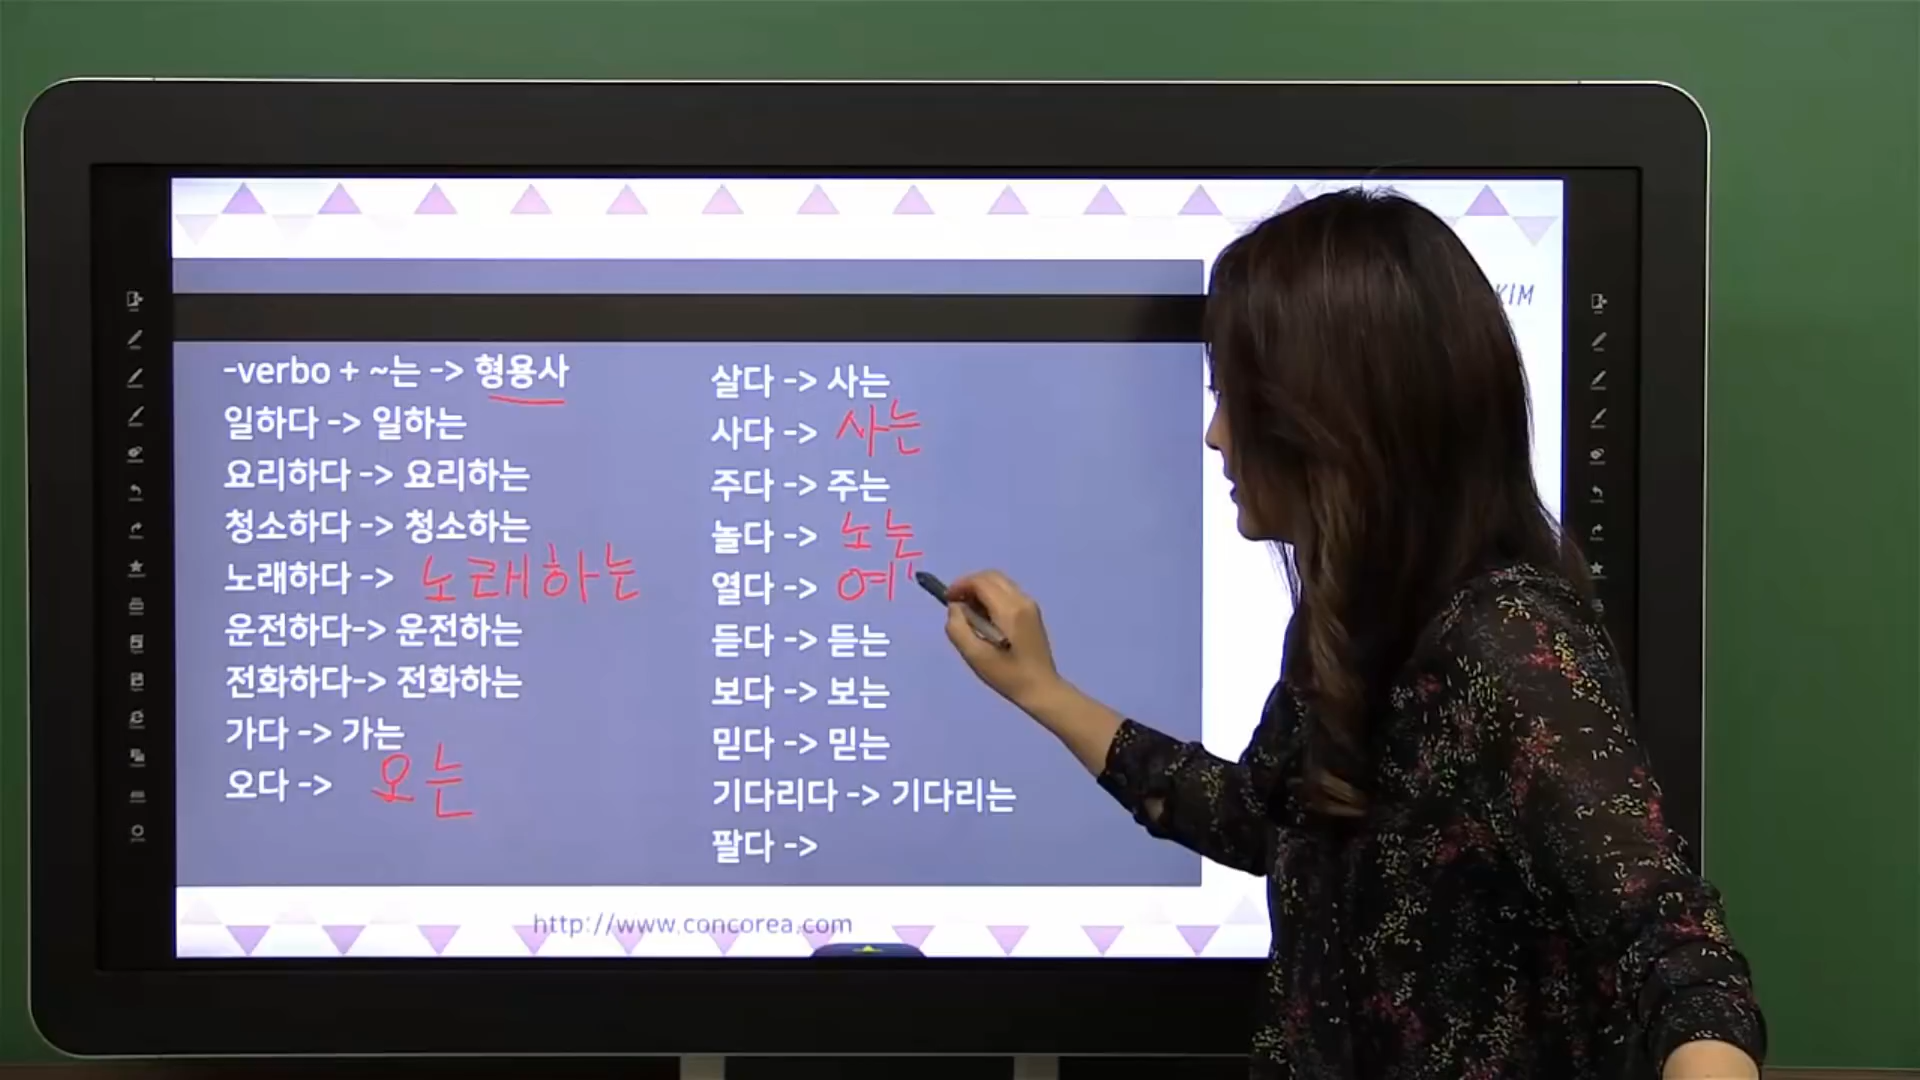 KIM
-verbo + ~는 -> 형용사
일하다 -> 일하는
요리하다 -> 요리하는
청소하다 -> 청소하는
노래하다 -> 노래하는
운전하다-> 운전하는
전화하다-> 전화하는
가다 -> 가는
오다 -> 오는
살다 -> 사는
사다 -> 사는
주다 -> 주는
놀다 -> 노는
열다 -> 여
듣다 -> 듣는
보다 -> 보는
믿다 -> 믿는
기다리다 -> 기다리는
팔다 ->
http://www.concorea.com